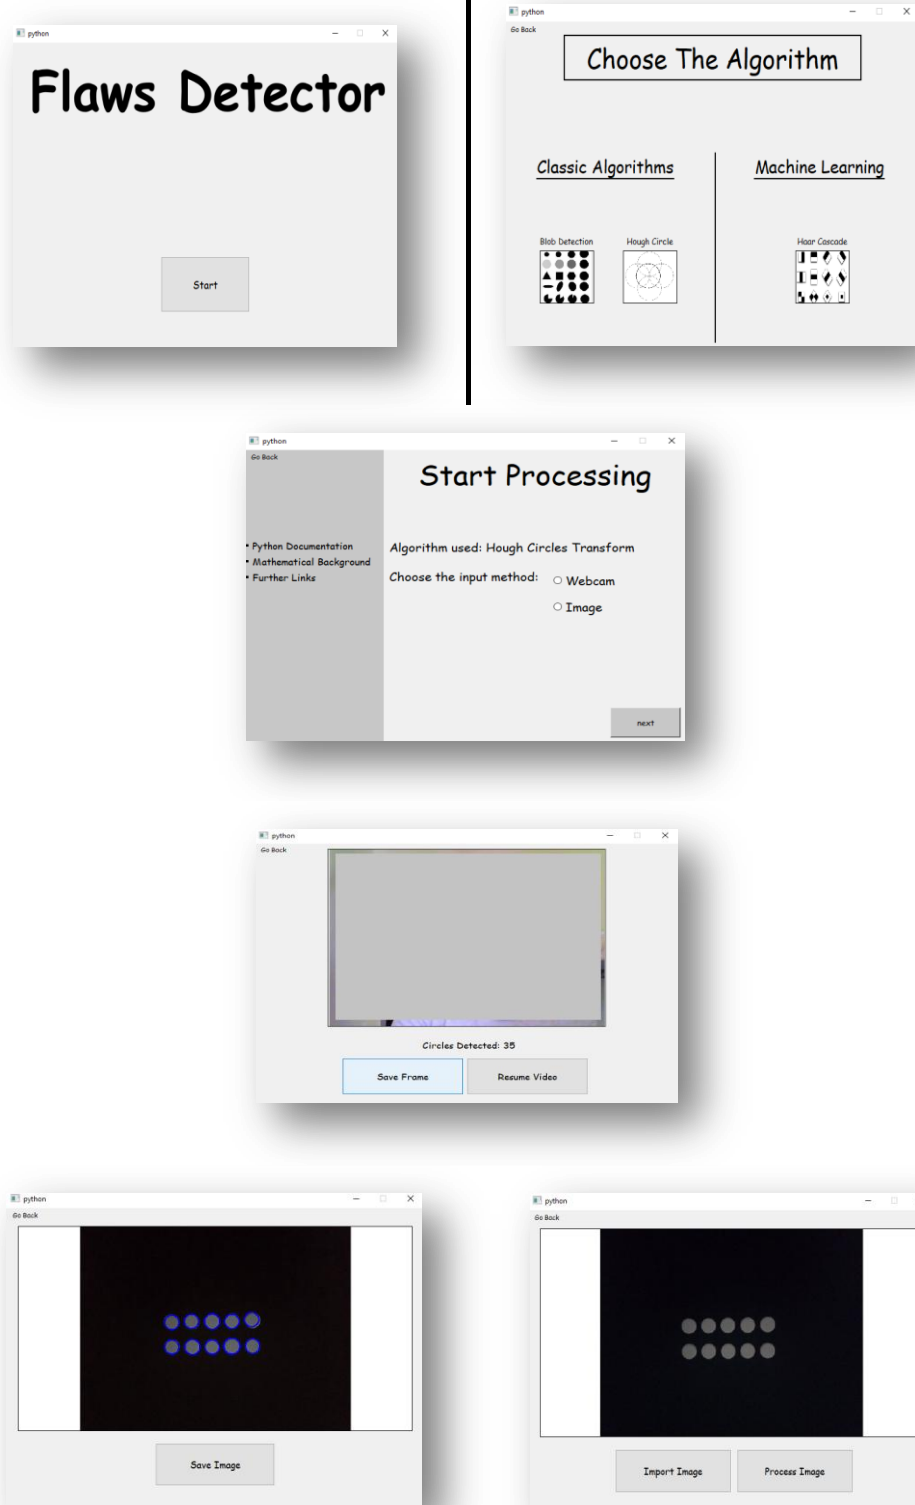 python
Flaws Detector
Start
python
Go Back
Choose The Algorithm
Classic Algorithms
Machine Learning
Blob Detection
Hough Circle
Haar Cascade
python
Go Back
Start Processing
Python Documentation
Mathematical Background
Further Links
Algorithm used: Hough Circles Transform
Choose the input method:
Webcam
Image
next
python
Go Back
Circles Detected: 35
Save Frame
Resume Video
python
Go Back
Save Image
python
Go Back
Import Image
Process Image